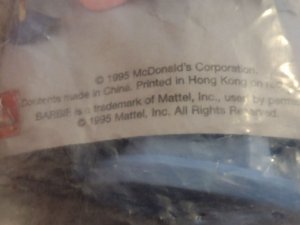 © 1995 McDonald's Corporation.
Contents made in China. Printed in Hong Kong on
BARBIE is a trademark of Mattel, Inc., used by
© 1995 Mattel, Inc. All Rights Reserved.